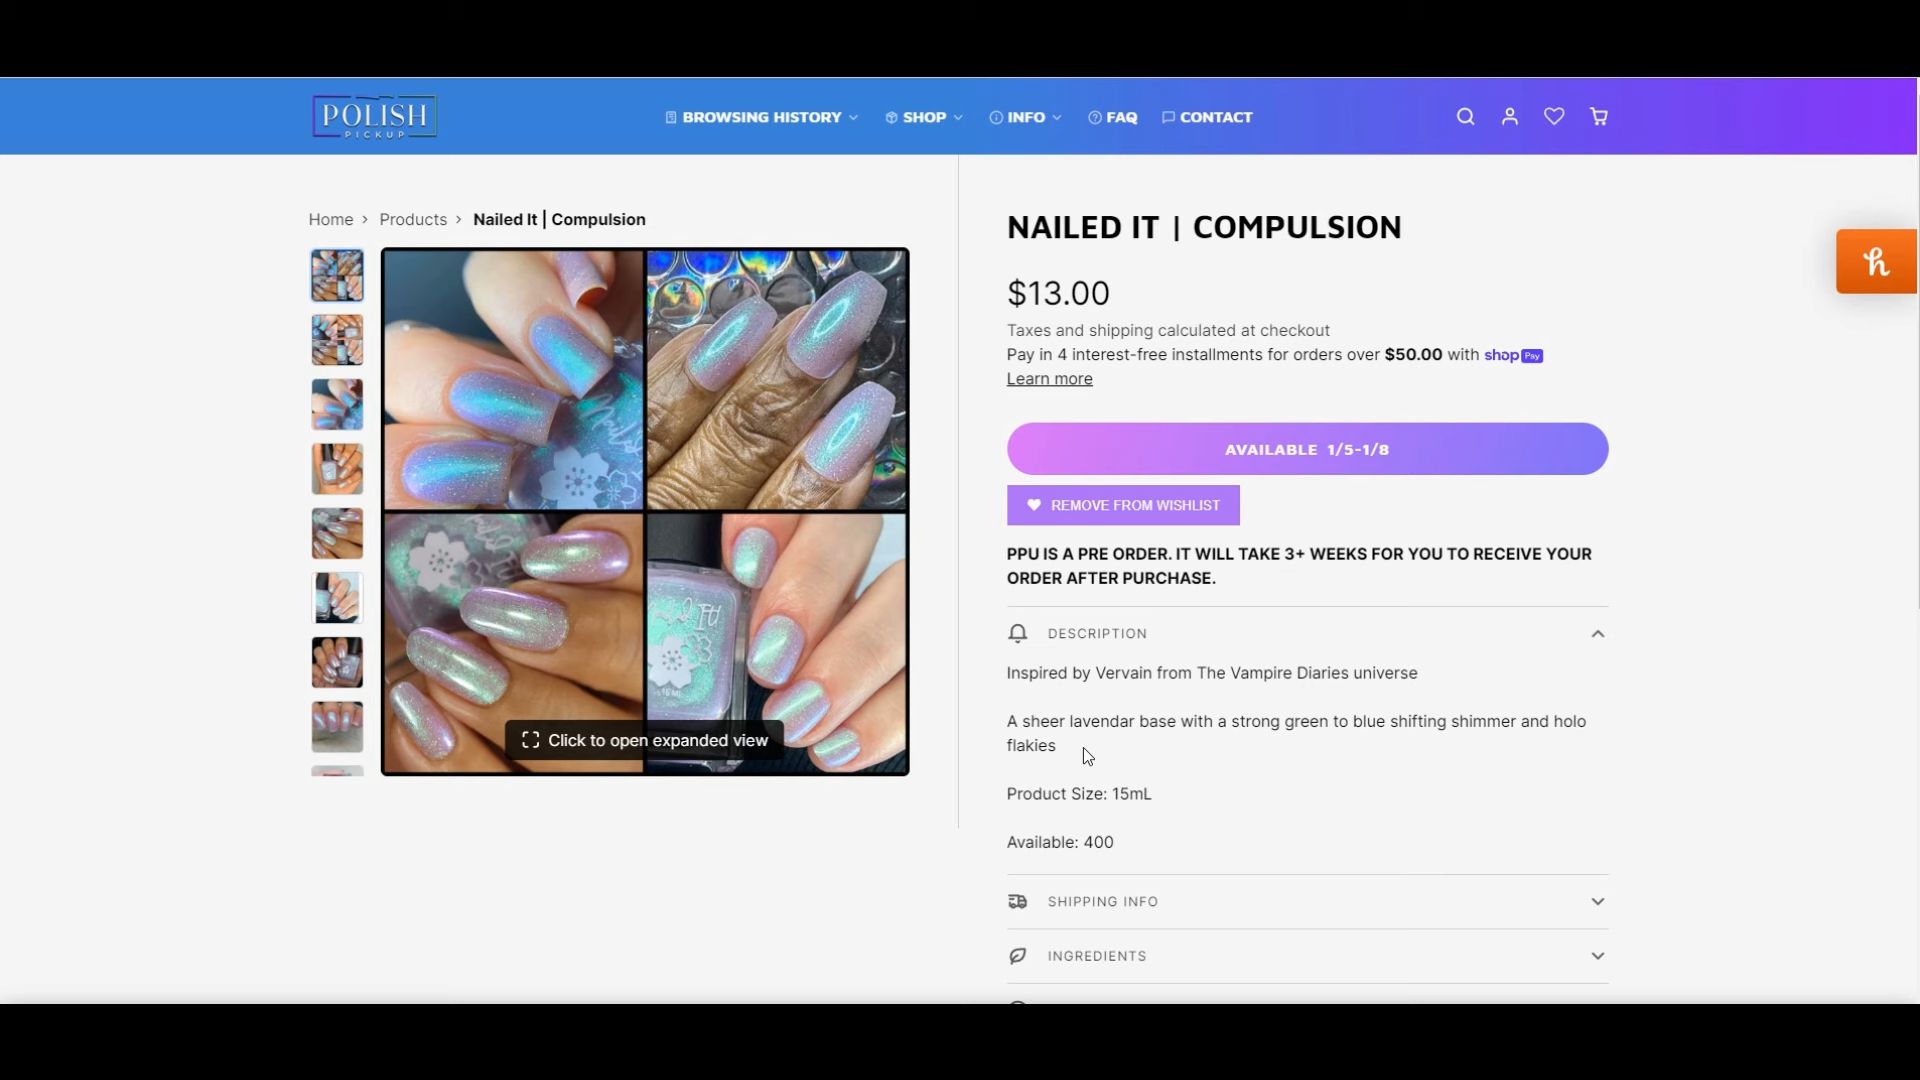 POLISH
PICKUP
BROWSING HISTORY
SHOP
INFO
FAQ
CONTACT
Home
Products
Nailed It | Compulsion
NAILED IT | COMPULSION
$13.00
Taxes and shipping calculated at checkout
Pay in 4 interest-free installments for orders over $50.00 with shop Pay
Learn more
AVAILABLE 1/5-1/8
REMOVE FROM WISHLIST
PPU IS A PRE ORDER. IT WILL TAKE 3+ WEEKS FOR YOU TO RECEIVE YOUR
ORDER AFTER PURCHASE.
DESCRIPTION
Inspired by Vervain from The Vampire Diaries universe
A sheer lavendar base with a strong green to blue shifting shimmer and holo
flakies
Product Size: 15mL
Available: 400
SHIPPING INFO
INGREDIENTS
Click to open expanded view